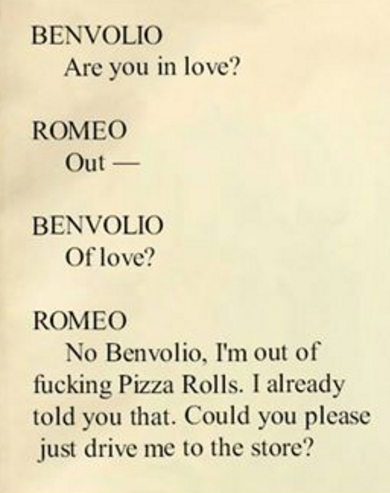 BENVOLIO
Are you in love?
ROMEO
Out —
BENVOLIO
Of love?
ROMEO
No Benvolio, I'm out of
fucking Pizza Rolls. I already
told you that. Could you please
just drive me to the store?